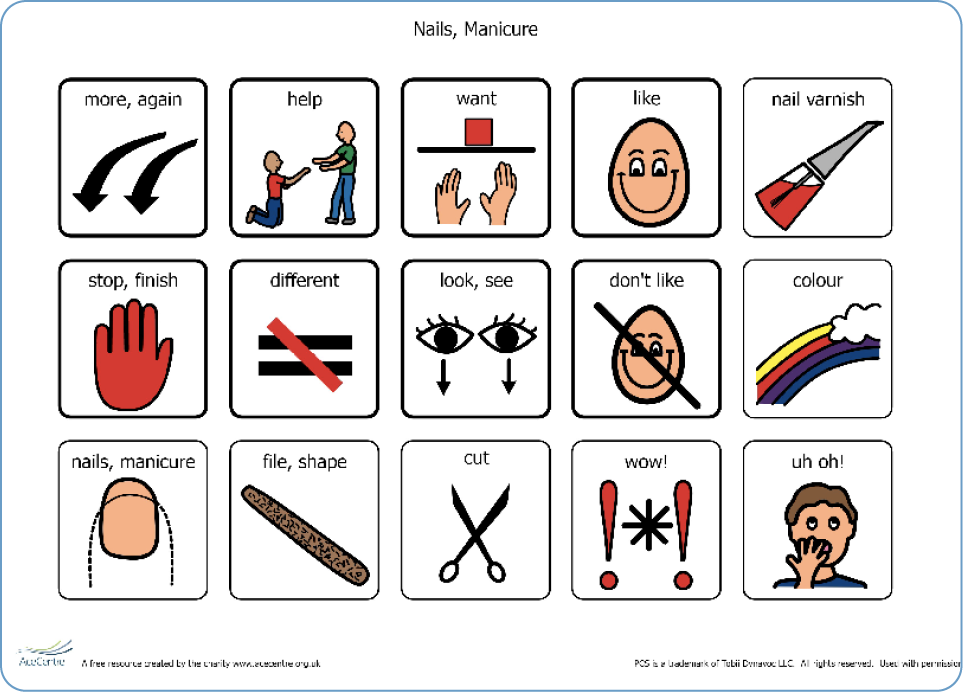 Nails, Manicure
more, again
help
want
like
nail varnish
stop, finish
different
look, see
don't like
colour
nails, manicure
file, shape
cut
wow!
uh oh!
AceCentre
A free resource created by the charity www.acecentre.org.uk
PCS is a trademark of Tobii Dynavox LLC. All rights reserved. Used with permission